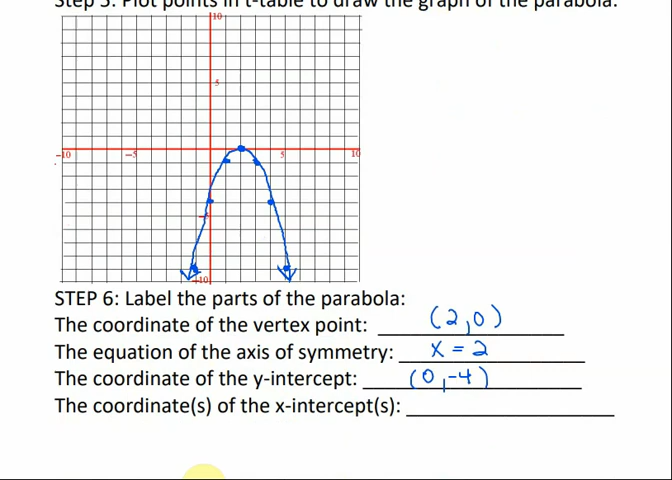 Step 5: Plot points in t-table to draw the graph of the parabola.
10
5
-10
-5
5
10
-5
-10
STEP 6: Label the parts of the parabola:
The coordinate of the vertex point: (2,0)
The equation of the axis of symmetry: x = 2
The coordinate of the y-intercept: (0,-4)
The coordinate(s) of the x-intercept(s):